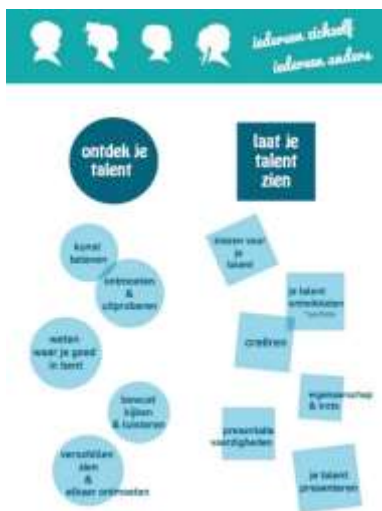 iedereen zichzelf
iedereen anders
ontdek je
talent
laat je
talent
zien
kunst
beleven
ontmoeten
&
uitproberen
weten
waar je goed
in bent
bewust
kijken
& luisteren
verschillen
zien
&
elkaar ontmoeten
kiezen voor
je
talent
je talent
ontwikkelen
creëren
eigenaarschap
& trots
presentatie
vaardigheden
je talent
presenteren